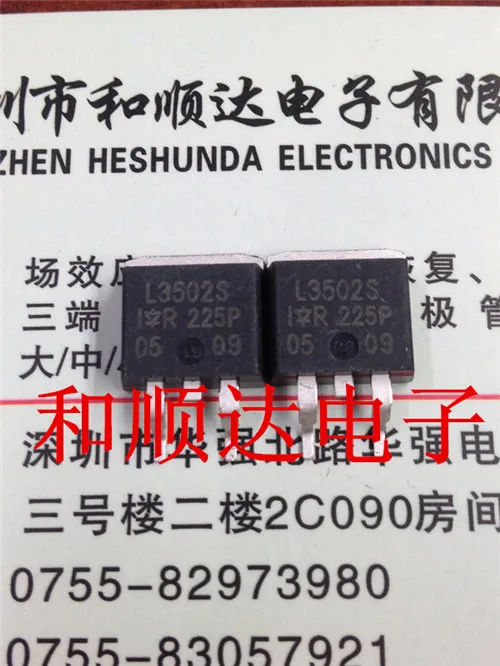 圳市和顺达电子有限
ZHEN HESHUNDA ELECTRONICS
场效应
恢复、
三端
极管
大/中/
L3502S
I R 225P
05 19 09
L3502S
I R 225P
05 09
和顺达电子
深圳市华强北路华强电
三号楼二楼2C090房间
0755-82973980
0755-83057921